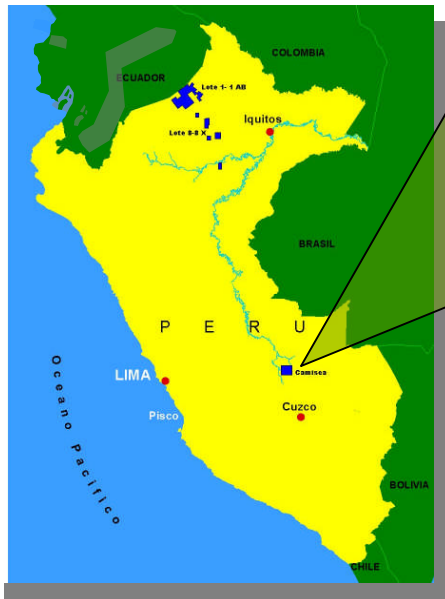 COLOMBIA
ECUADOR
Lote 1- 1 AB
Iquitos
Lote 8-8 X
BRASIL
P E R U
Camisea
LIMA
Cuzco
Pisco
Oceano Pacifico
BOLIVIA
CHILE